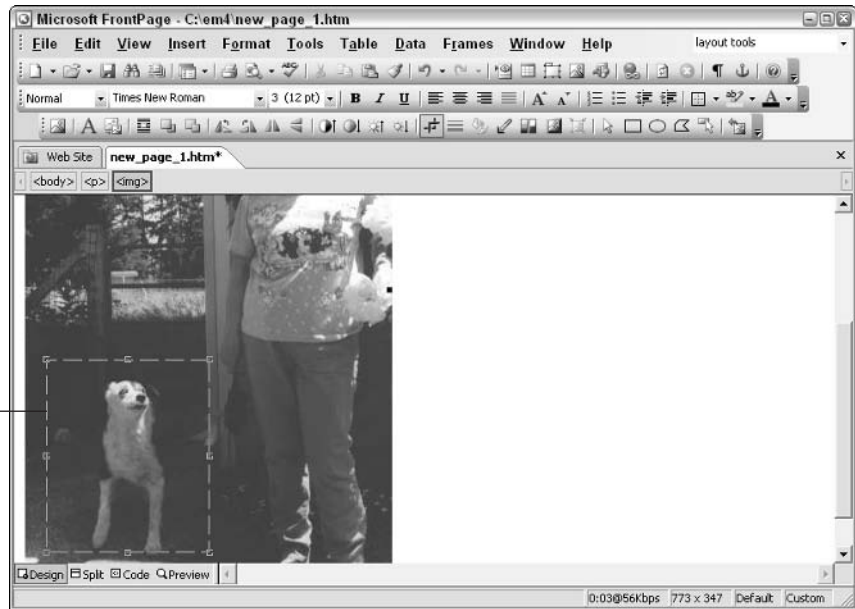 Microsoft FrontPage - C:\em4\new_page_1.htm
File Edit View Insert Format Tools Table Data Frames Window Help layout tools
Normal Times New Roman 3 (12 pt) B I U A A A
A
Web Site new_page_1.htm* x
<body> <p> <img>
Design Split Code Preview
0:03@56Kbps 773 x 347 Default Custom